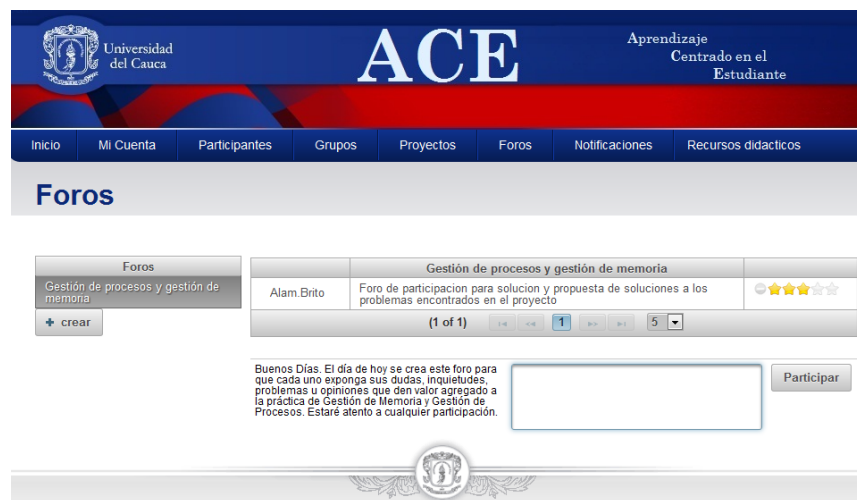 Universidad
del Cauca
ACE
Aprendizaje
Centrado en el
Estudiante
Inicio Mi Cuenta Participantes Grupos Proyectos Foros Notificaciones Recursos didacticos
Foros
Foros
Gestión de procesos y gestión de
memoria
+ crear
Gestión de procesos y gestión de memoria
Alam.Brito
Foro de participacion para solucion y propuesta de soluciones a los
problemas encontrados en el proyecto
(1 of 1) 1 5
Buenos Días. El día de hoy se crea este foro para
que cada uno exponga sus dudas, inquietudes,
problemas u opiniones que den valor agregado a
la práctica de Gestión de Memoria y Gestión de
Procesos. Estaré atento a cualquier participación.
Participar